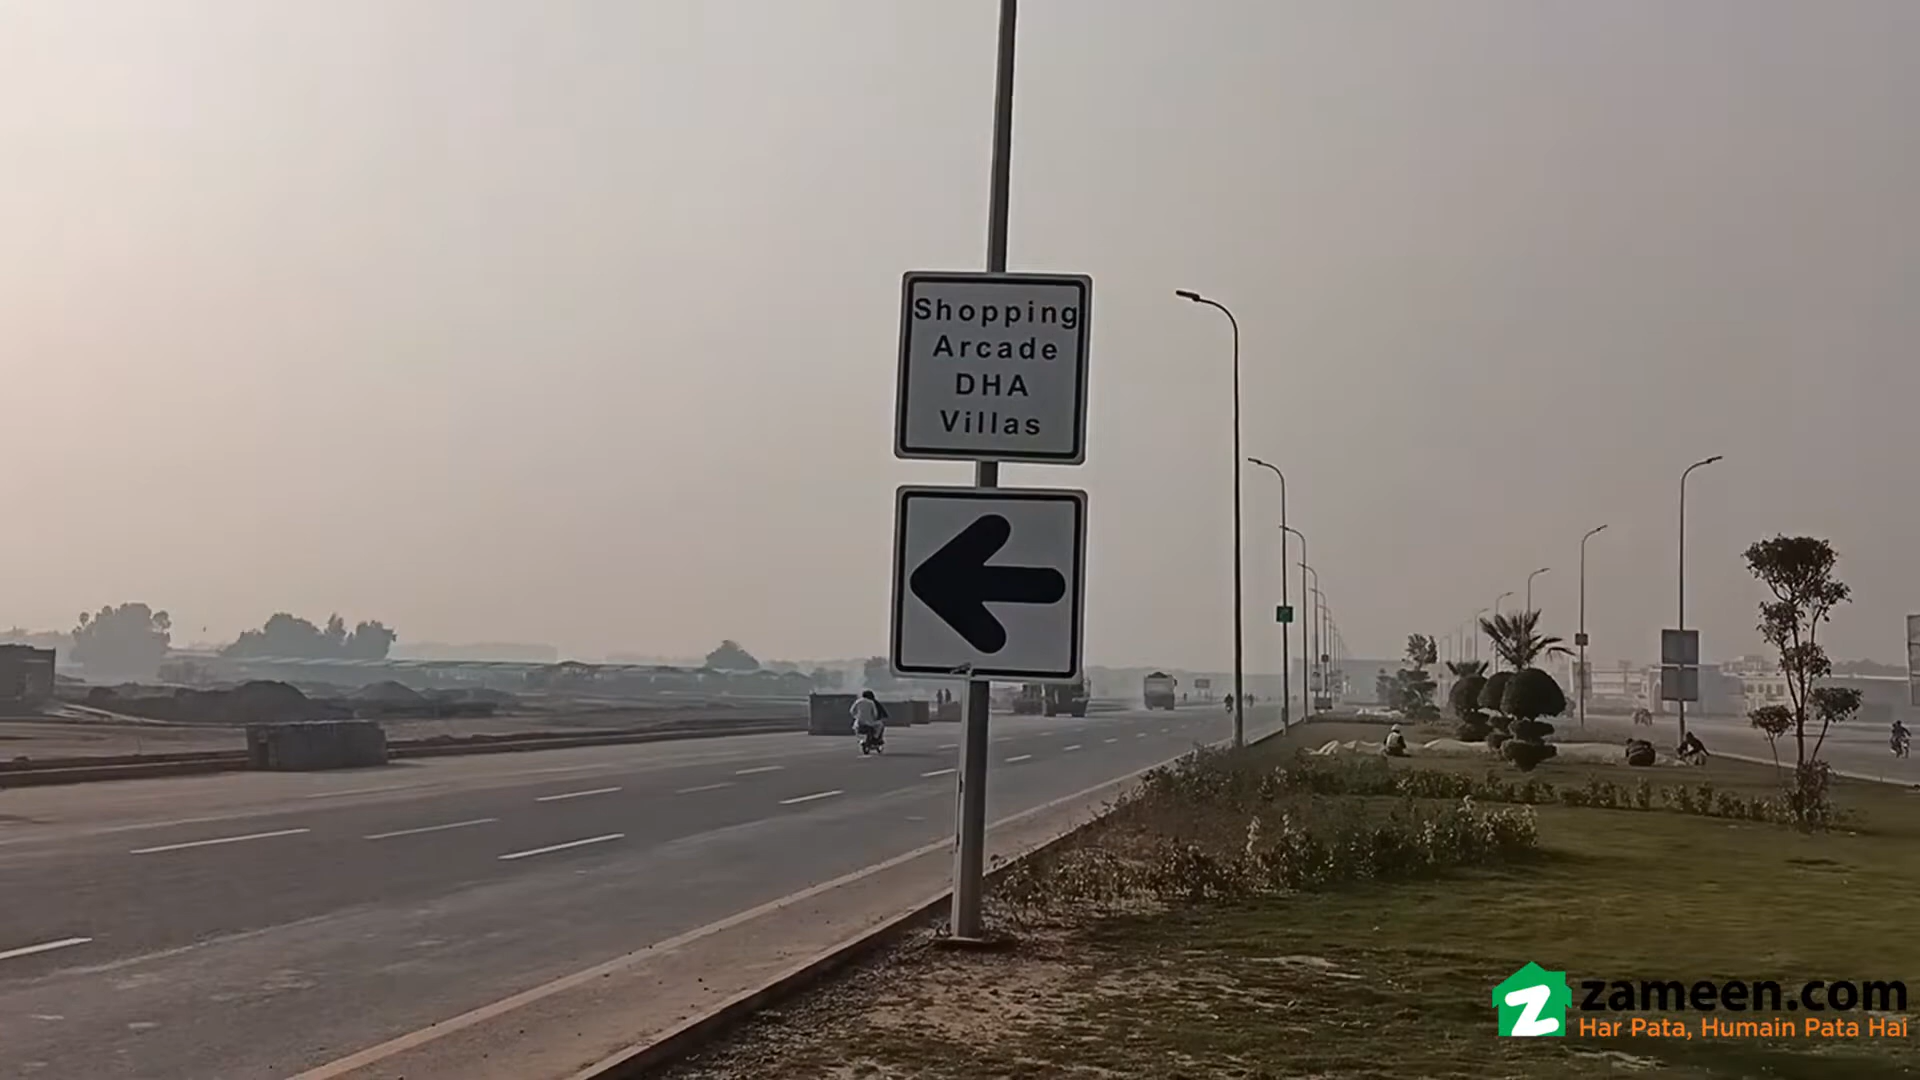 Shopping
Arcade
DHA
Villas
zameen.com
Har Pata, Humain Pata Hai